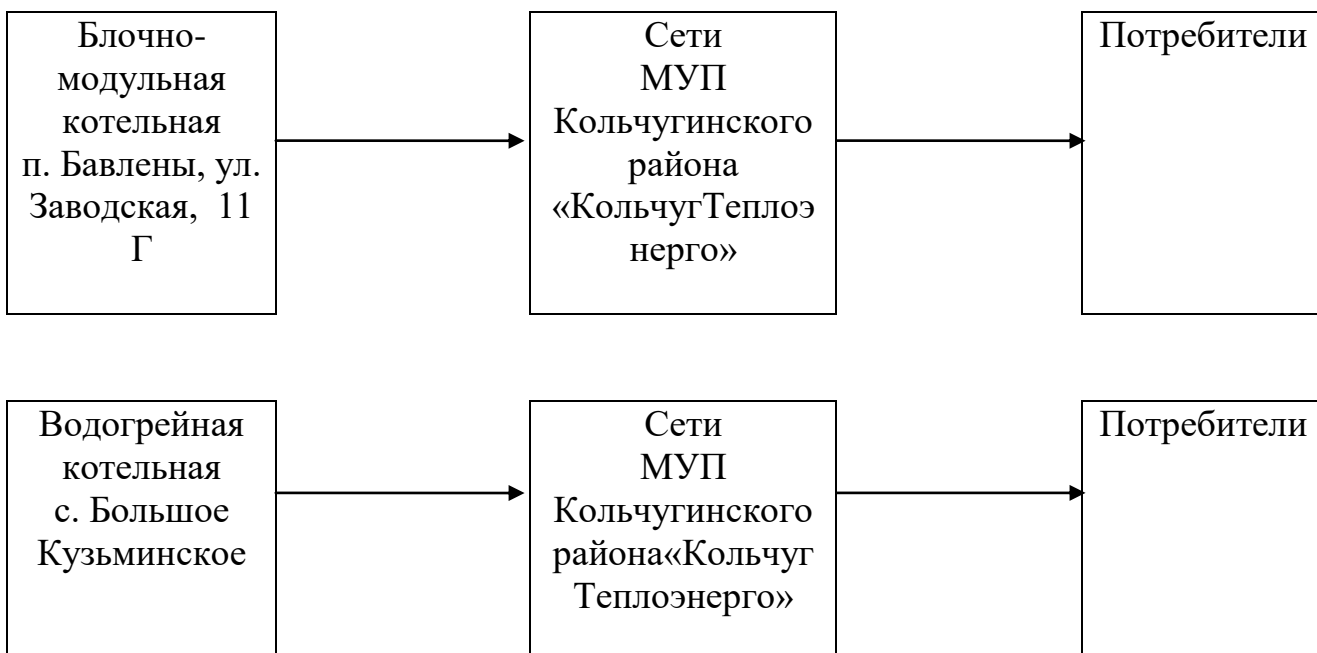 Блочно-
модульная
котельная
п. Бавлены, ул.
Заводская, 11
Г
Сети
МУП
Кольчугинского
района
«КольчугТеплоэ
нерго»
Потребители
Водогрейная
котельная
с. Большое
Кузьминское
Сети
МУП
Кольчугинского
района«Кольчуг
Теплоэнерго»
Потребители